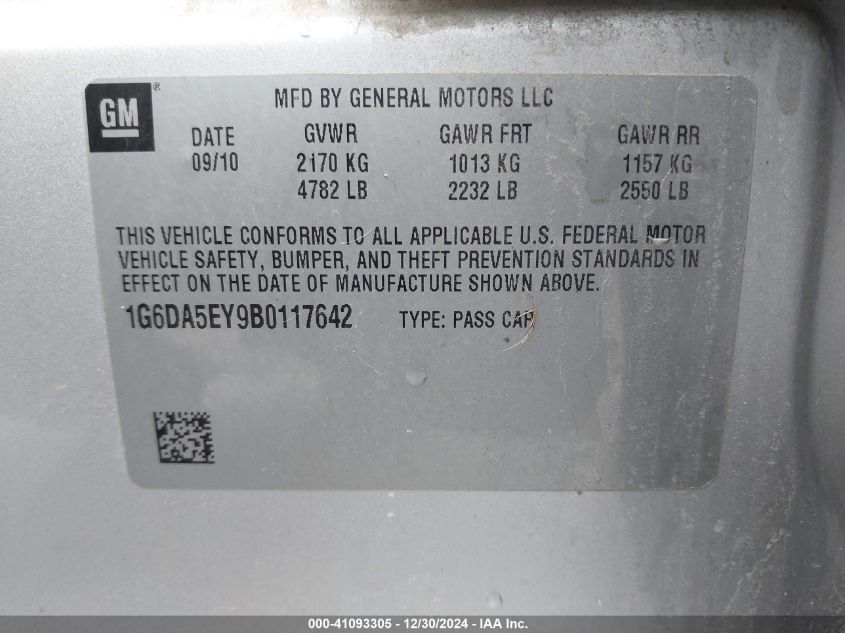 GM®
MFD BY GENERAL MOTORS LLC
DATE GVWR GAWR FRT GAWR RR
09/10 2170 KG 1013 KG 1157 KG
4782 LB 2232 LB 2550 LB
THIS VEHICLE CONFORMS TO ALL APPLICABLE U.S. FEDERAL MOTOR
VEHICLE SAFETY, BUMPER, AND THEFT PREVENTION STANDARDS IN
EFFECT ON THE DATE OF MANUFACTURE SHOWN ABOVE.
1G6DA5EY9B0117642 TYPE: PASS CAR
000-41093305 - 12/30/2024 - IAA Inc.